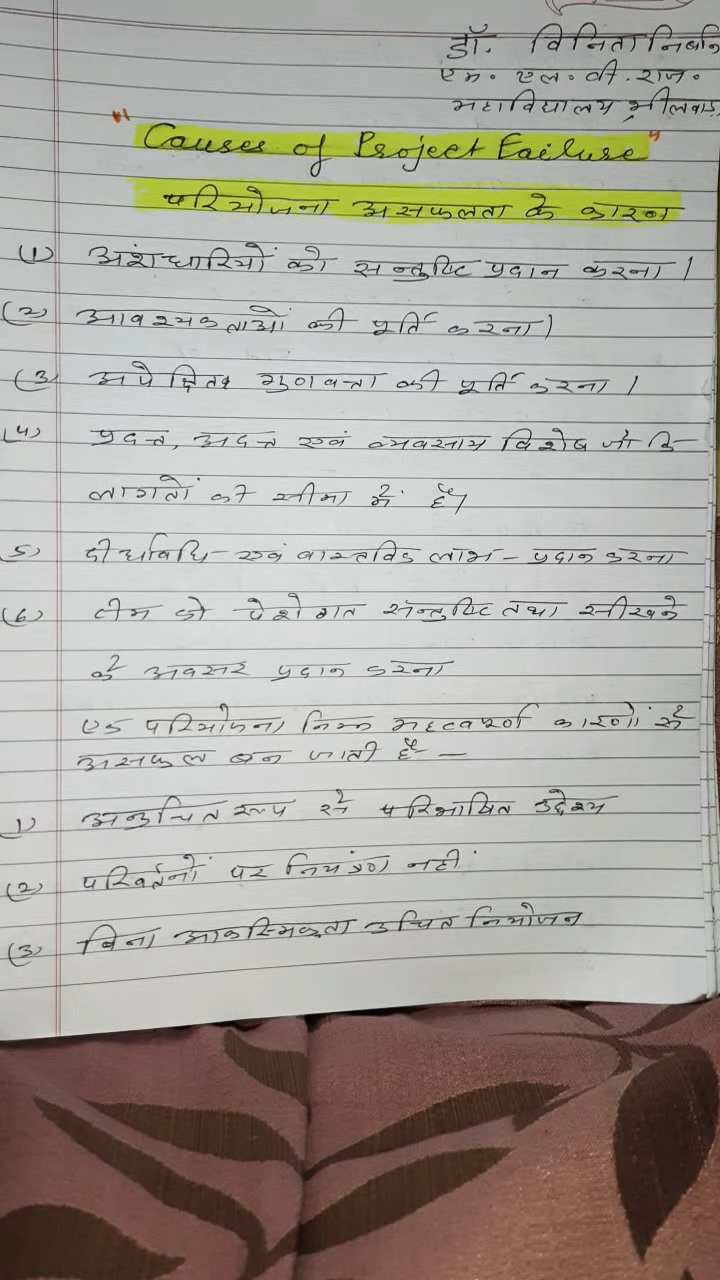 डॉ. विनिता
एम. एल. वी. राज.
महाविद्यालय भीलवाड़ा
"Causes of Project Failure"
परियोजना असफलता के कारण
(1) अंशधारियों को सन्तुष्टि प्रदान करना।
(2) आवश्यकताओं की पूर्ति करना।
(3) अपेक्षित गुणवत्ता की पूर्ति करना।
(4) प्रदत्त, अदत्त एवं व्यवसाय विशेष जो कि
लागतों की सीमा में है।
5) दीर्घावधि एवं वास्तविक लाभ - प्रदान करना
(6) टीम को पेशेगत सन्तुष्टि तथा सीखने
के अवसर प्रदान करना
एक परियोजना निम्न महत्वपूर्ण कारणों से
असफल बन जाती है -
1) अनुचित रूप से परिभाषित उद्देश्य
(2) परिवर्तनों पर नियंत्रण नहीं
(3) बिना आकस्मिकता उचित नियोजन